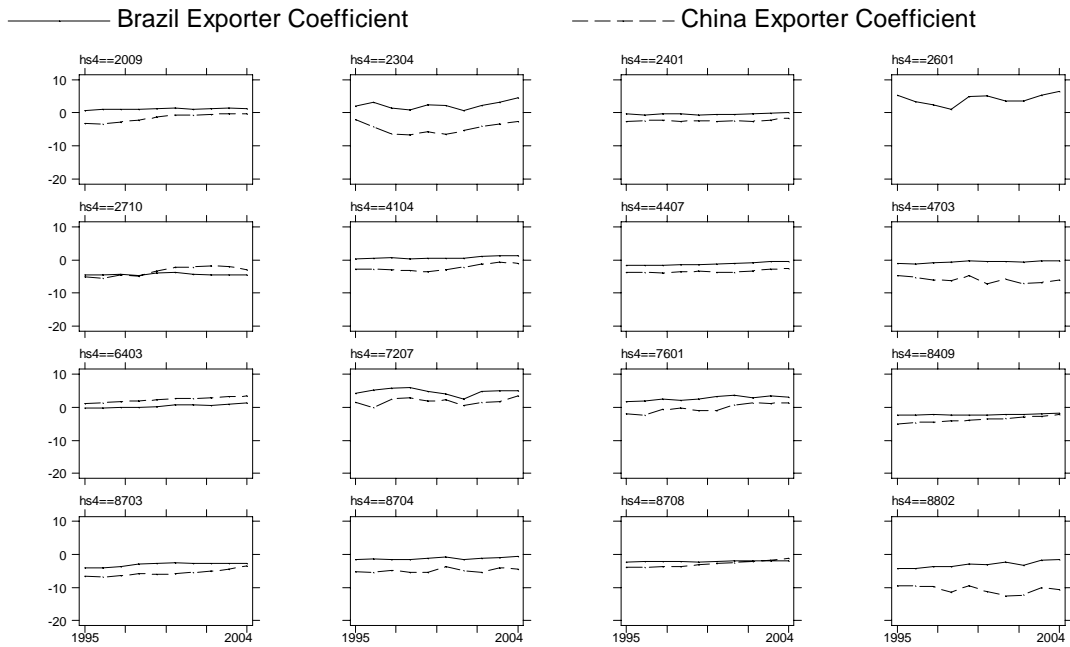 Brazil Exporter Coefficient
China Exporter Coefficient
hs4==2009
hs4==2304
hs4==2401
hs4==2601
10
0
-10
-20
hs4==2710
hs4==4104
hs4==4407
hs4==4703
10
0
-10
-20
hs4==6403
hs4==7207
hs4==7601
hs4==8409
10
0
-10
-20
hs4==8703
hs4==8704
hs4==8708
hs4==8802
10
0
-10
-20
1995 2004
1995 2004
1995 2004
1995 2004